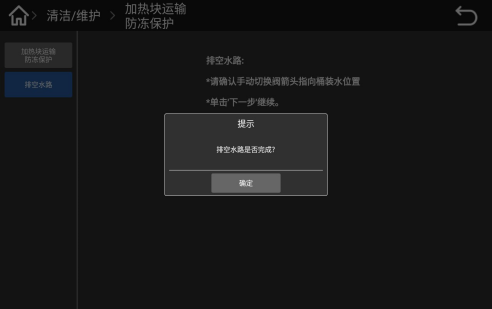 清洁/维护
加热块运输
防冻保护
加热块运输
防冻保护
排空水路
排空水路:
*请确认手动切换阀箭头指向桶装水位置
*单击'下一步'继续。
提示
排空水路是否完成?
确定